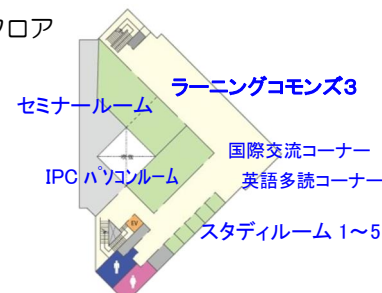 フロア
ラーニングコモンズ3
セミナールーム
国際交流コーナー
IPC パソコンルーム
英語多読コーナー
EV
スタディルーム 1~5